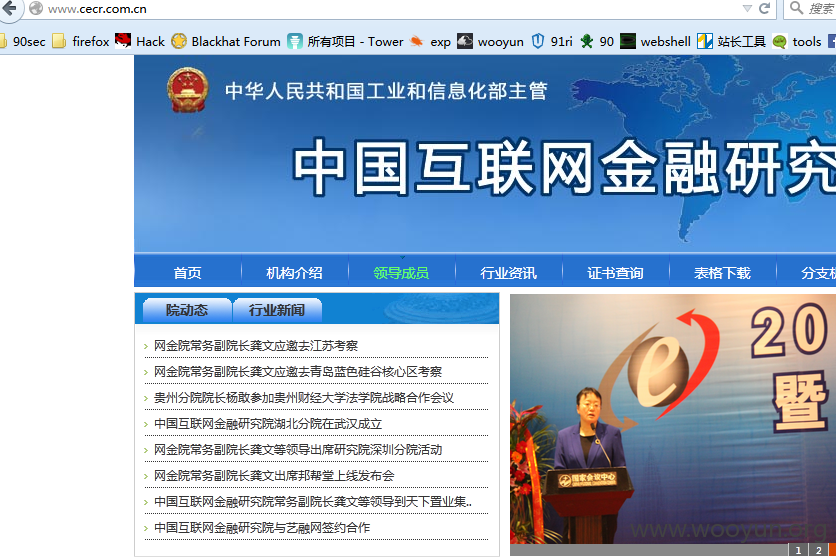 www.cecr.com.cn
搜索
90sec firefox Hack Blackhat Forum 所有项目 - Tower exp wooyun 91ri 90 webshell 站长工具 tools
中华人民共和国工业和信息化部主管
中国互联网金融研究
首页 机构介绍 领导成员 行业资讯 证书查询 表格下载 分支机
院动态 行业新闻
网金院常务副院长龚文应邀去江苏考察
网金院常务副院长龚文应邀去青岛蓝色硅谷核心区考察
贵州分院院长杨敢参加贵州财经大学法学院战略合作会议
中国互联网金融研究院湖北分院在武汉成立
网金院常务副院长龚文等领导出席研究院深圳分院活动
网金院常务副院长龚文出席邦帮堂上线发布会
中国互联网金融研究院常务副院长龚文等领导到天下置业集..
中国互联网金融研究院与艺融网签约合作
20
暨
e
国家会议中心
www.wooyun.org
1 2